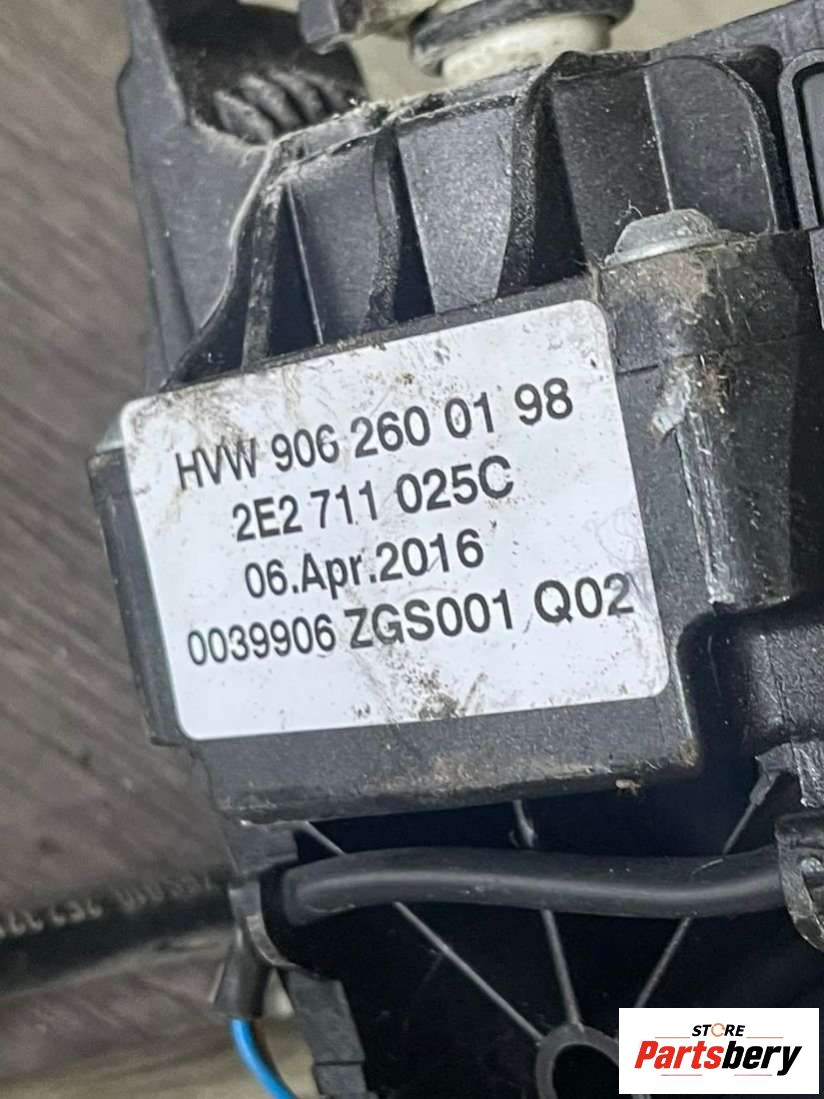 HVW 906 260 01 98
2E2 711 025C
06.Apr.2016
0039906 ZGS001 Q02
STORE
Partsbery